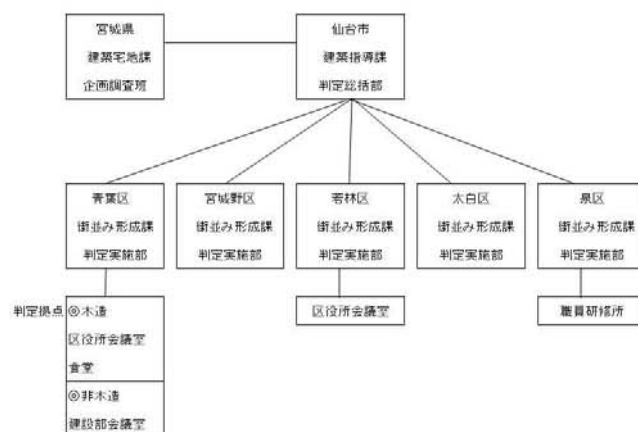 宮城県
建築宅地課
企画調査班
仙台市
建築指導課
判定総括部
青葉区
街並み形成課
判定実施部
宮城野区
街並み形成課
判定実施部
若林区
街並み形成課
判定実施部
太白区
街並み形成課
判定実施部
泉区
街並み形成課
判定実施部
判定拠点
◎木造
区役所会議室
食堂
◎非木造
建設部会議室
区役所会議室
職員研修所